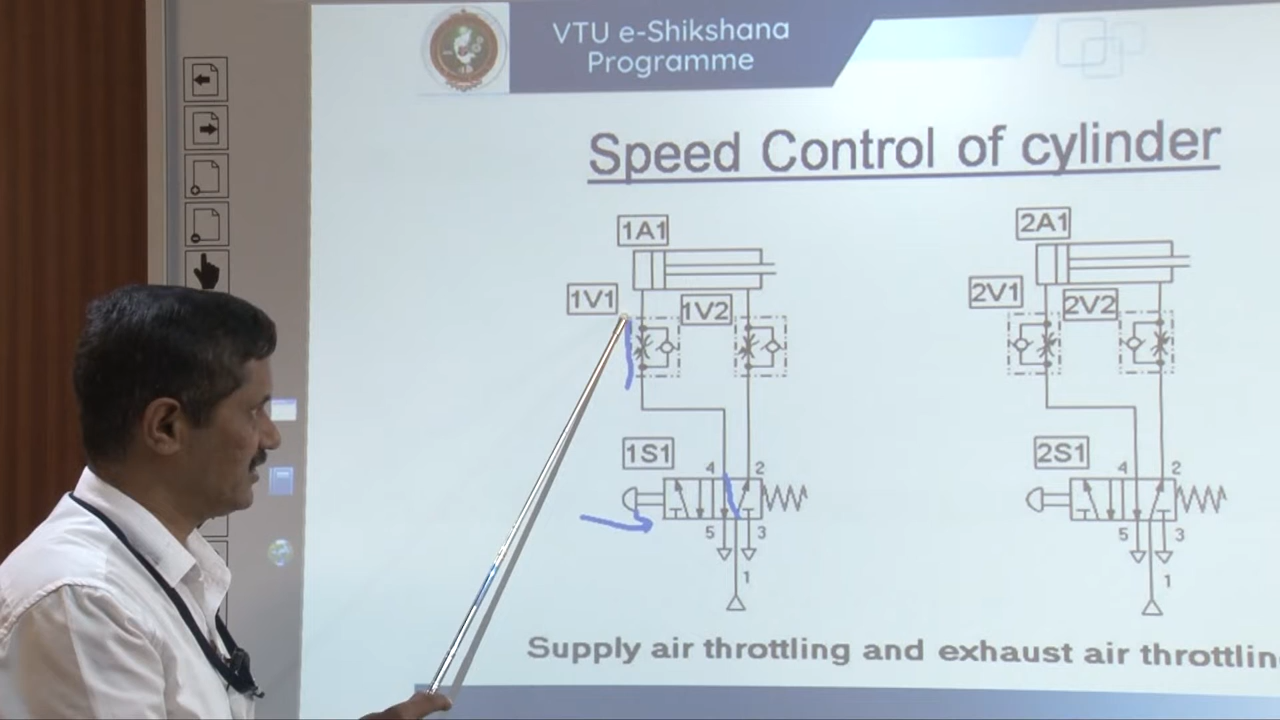 VTU e-Shikshana
Programme
Speed Control of cylinder
1A1
2A1
1V1
1V2
2V1
2V2
1S1
2S1
4
2
4
2
5
3
5
3
1
1
Supply air throttling and exhaust air throttlin